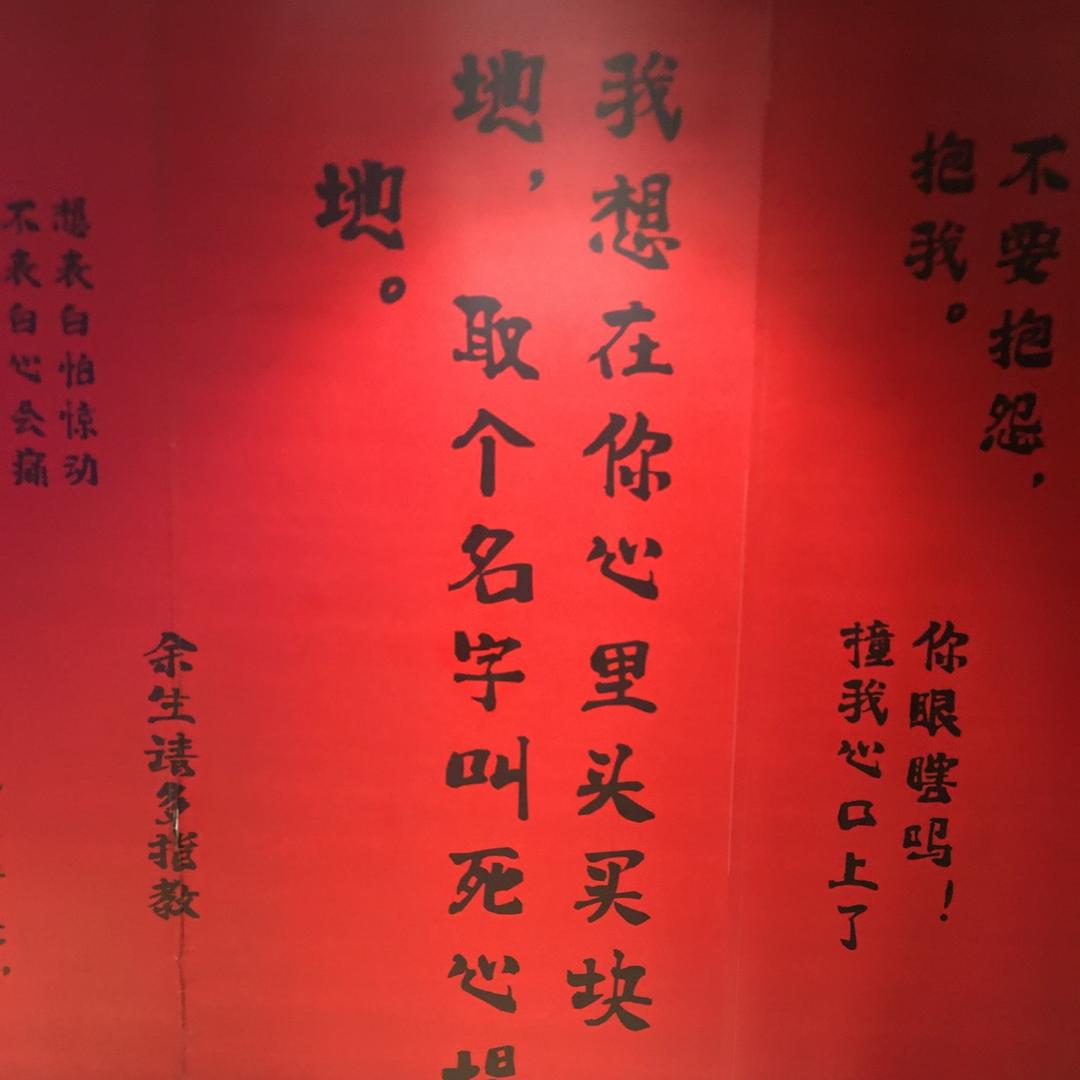 不要抱怨，
抱我。
你眼瞎吗！
撞我心口上了
我想在你心里头买块
地，取个名字叫死心
地。
想表白怕惊动
不表白心会痛
余生请多指教